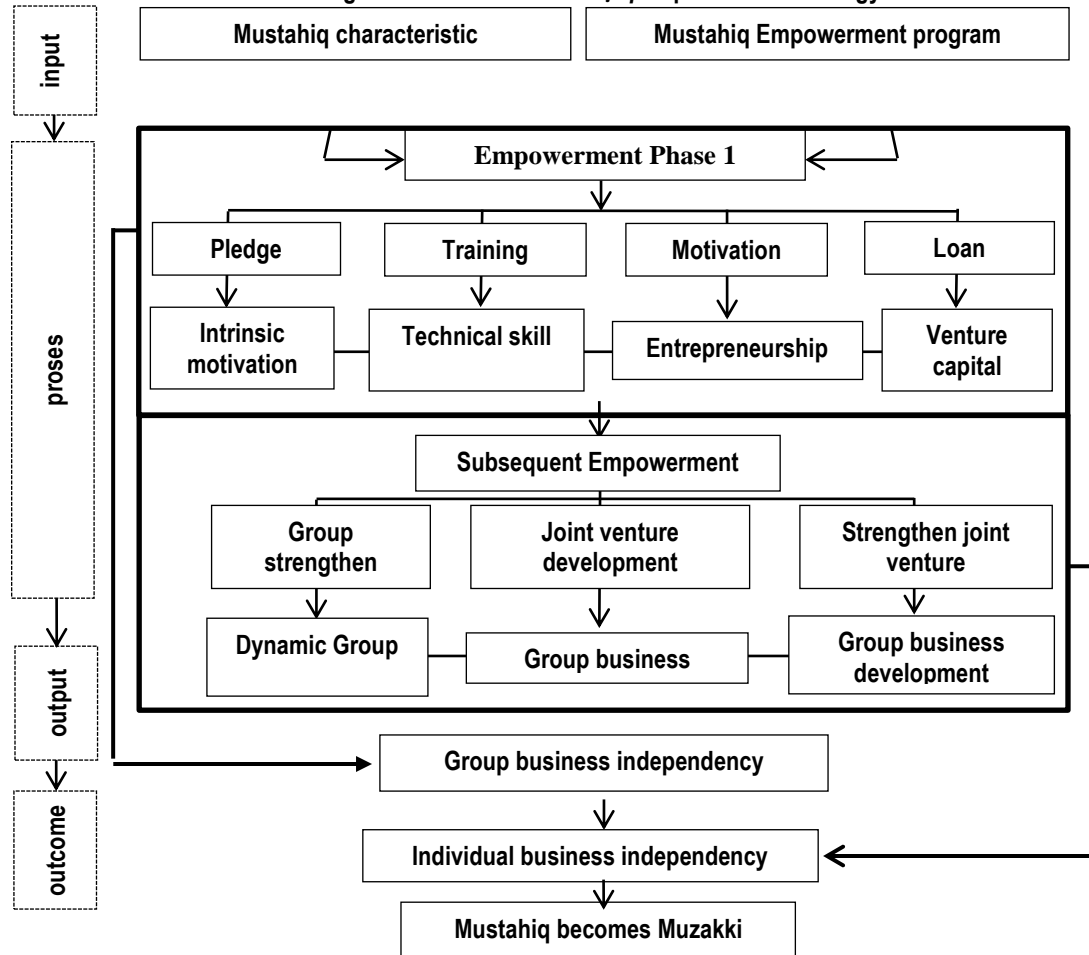 Mustahiq characteristic
Mustahiq Empowerment program
input
Empowerment Phase 1
Pledge
Training
Motivation
Loan
Intrinsic
motivation
Technical skill
Entrepreneurship
Venture
capital
proses
Subsequent Empowerment
Group
strengthen
Joint venture
development
Strengthen joint
venture
Dynamic Group
Group business
Group business
development
output
Group business independency
outcome
Individual business independency
Mustahiq becomes Muzakki